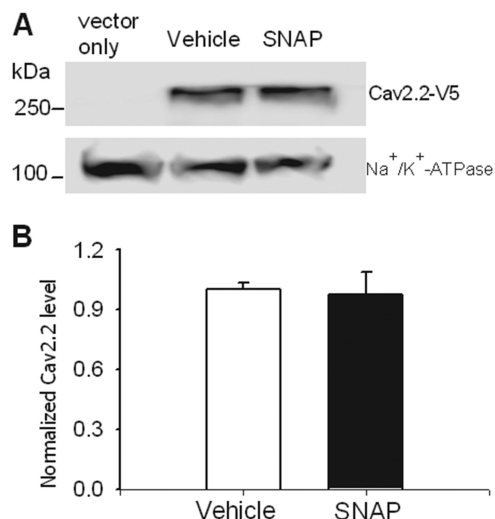 A
vector
only
Vehicle SNAP
kDa
250
Cav2.2-V5
100
Na⁺/K⁺-ATPase
B
Normalized Cav2.2 level
1.2
0.9
0.6
0.3
0.0
Vehicle SNAP